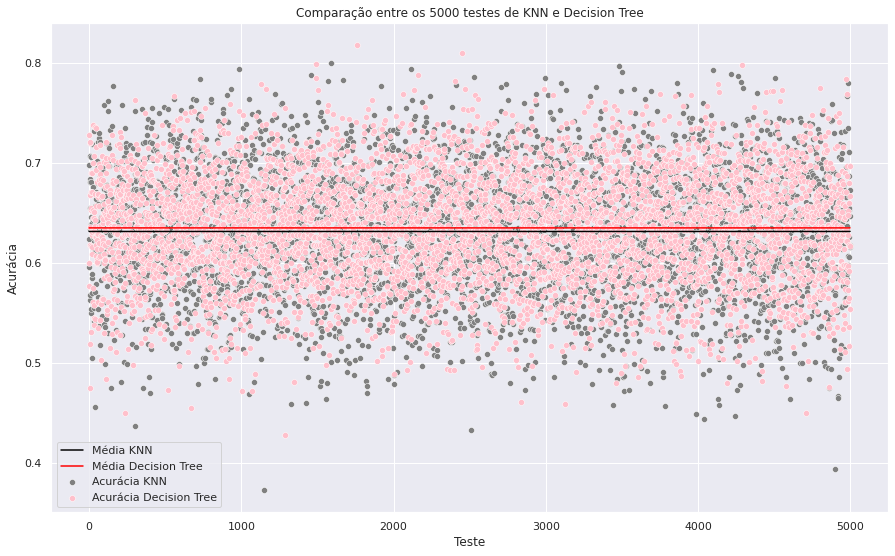 Comparação entre os 5000 testes de KNN e Decision Tree
Acurácia
0.8
0.7
0.6
0.5
0.4
Média KNN
Média Decision Tree
Acurácia KNN
Acurácia Decision Tree
0
1000
2000
3000
4000
5000
Teste